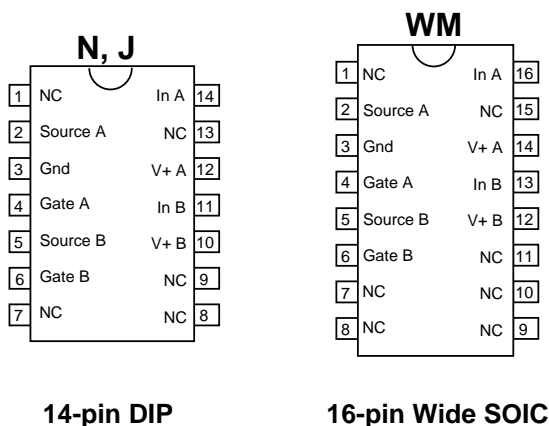 N, J
1 NC In A 14
2 Source A NC 13
3 Gnd V+ A 12
4 Gate A In B 11
5 Source B V+ B 10
6 Gate B NC 9
7 NC NC 8
14-pin DIP
WM
1 NC In A 16
2 Source A NC 15
3 Gnd V+ A 14
4 Gate A In B 13
5 Source B V+ B 12
6 Gate B NC 11
7 NC NC 10
8 NC NC 9
16-pin Wide SOIC